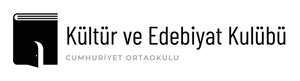 Kültür ve Edebiyat Kulübü
CUMHURİYET ORTAOKULU